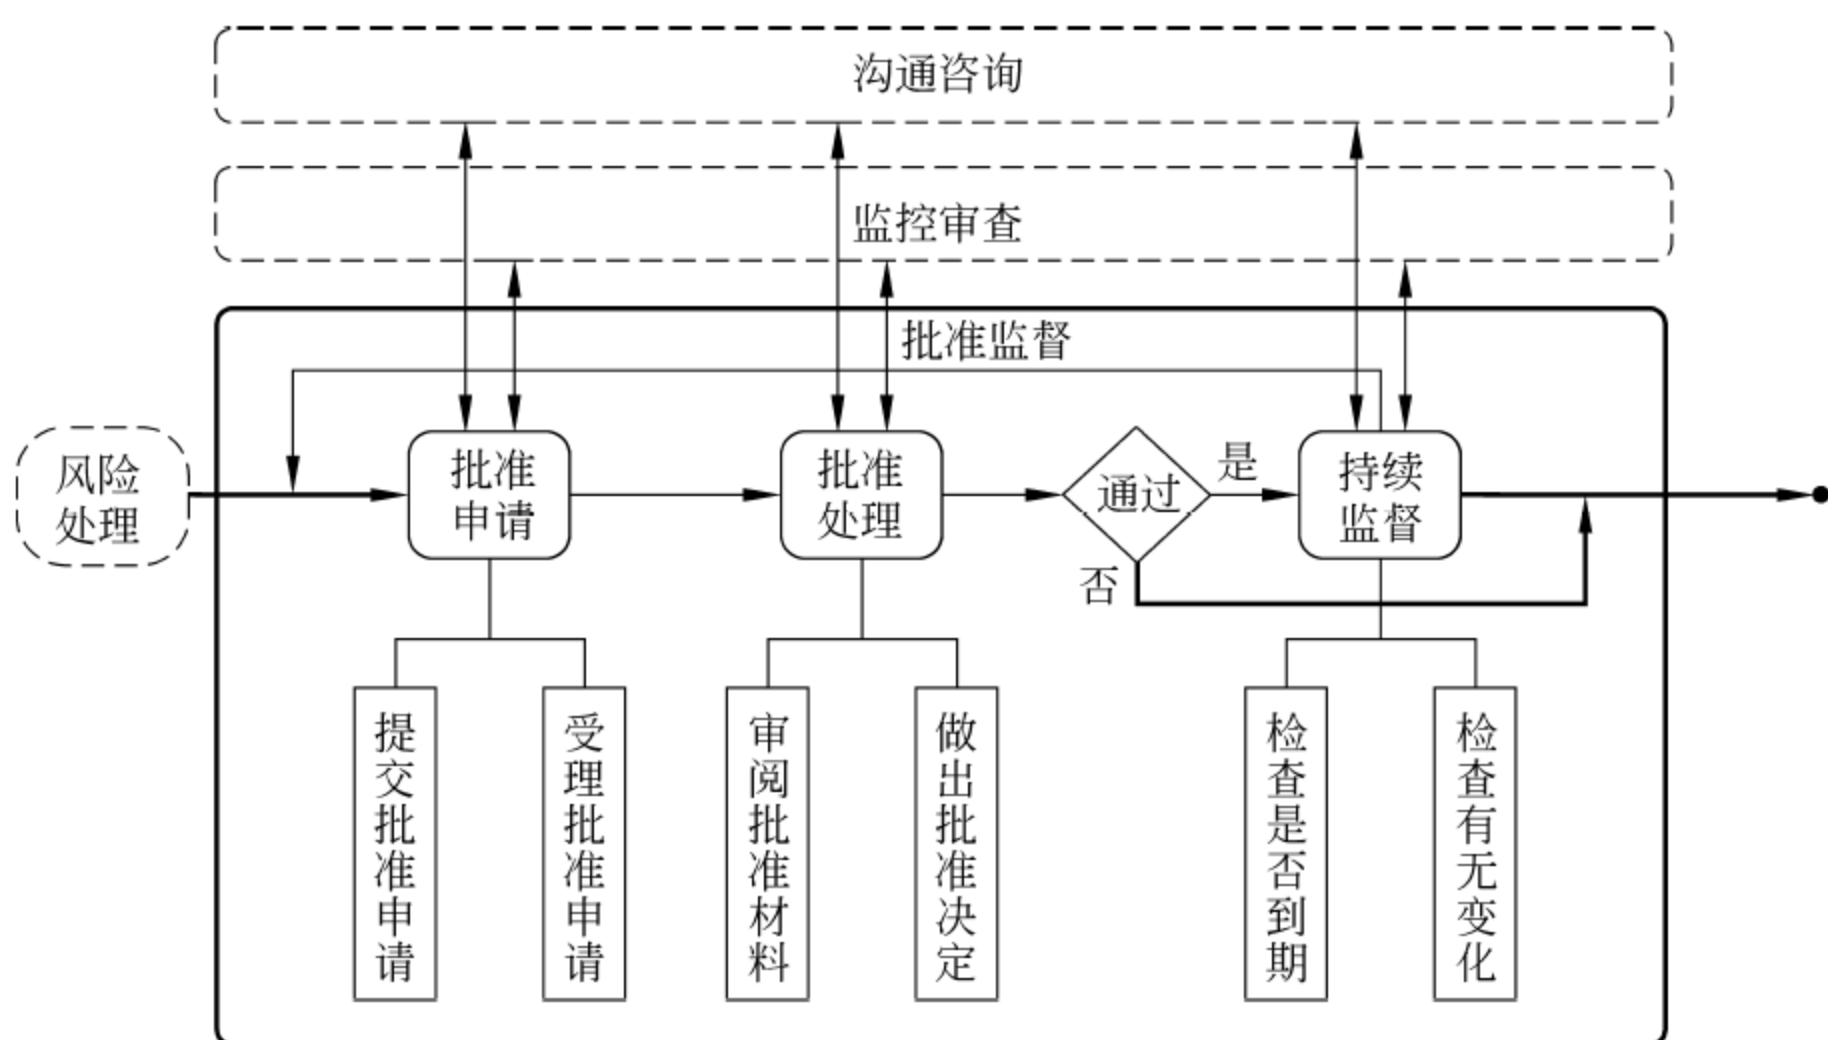 沟通咨询
监控审查
批准监督
风险
处理
批准
申请
批准
处理
通过
是
否
持续
监督
提交批准申请
受理批准申请
审阅批准材料
做出批准决定
检查是否到期
检查有无变化